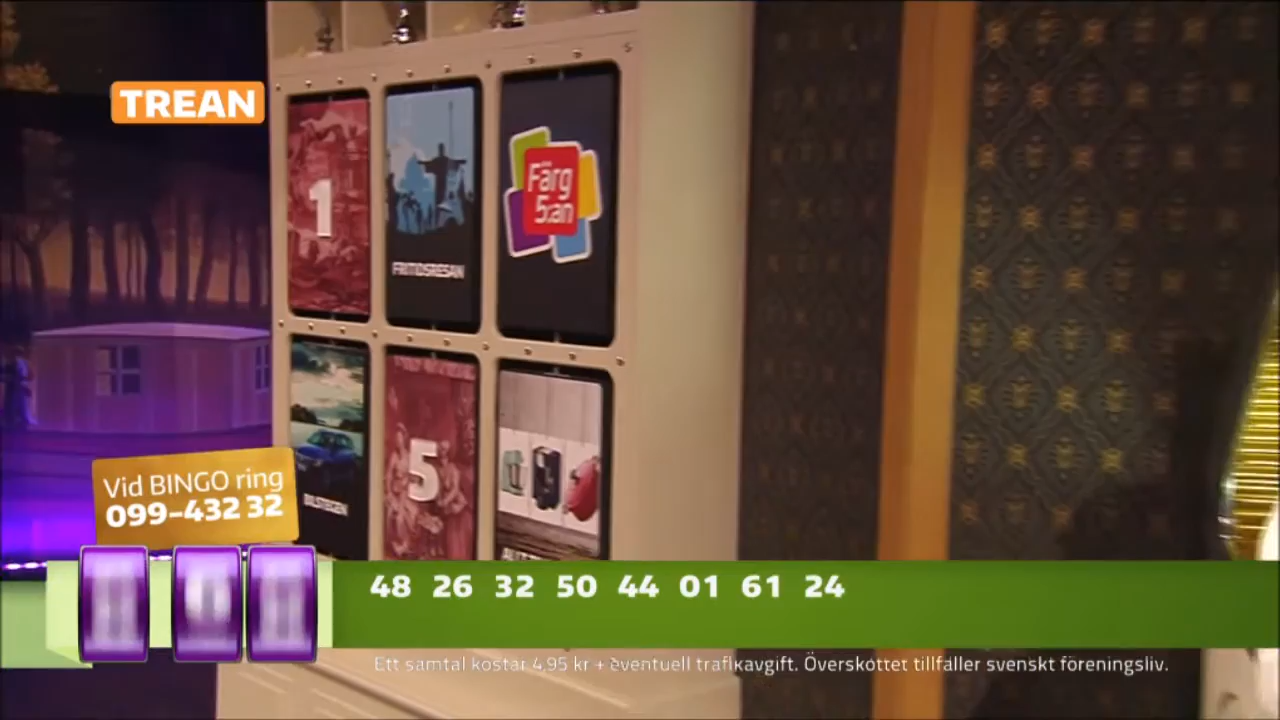 TREAN
1
FRITIDSRESAN
Färg
5:an
BILSTEGEN
5
Vid BINGO ring
099-432 32
48 26 32 50 44 01 61 24
Ett samtal kostar 4,95 kr + eventuell trafikavgift. Överskottet tillfaller svenskt föreningsliv.